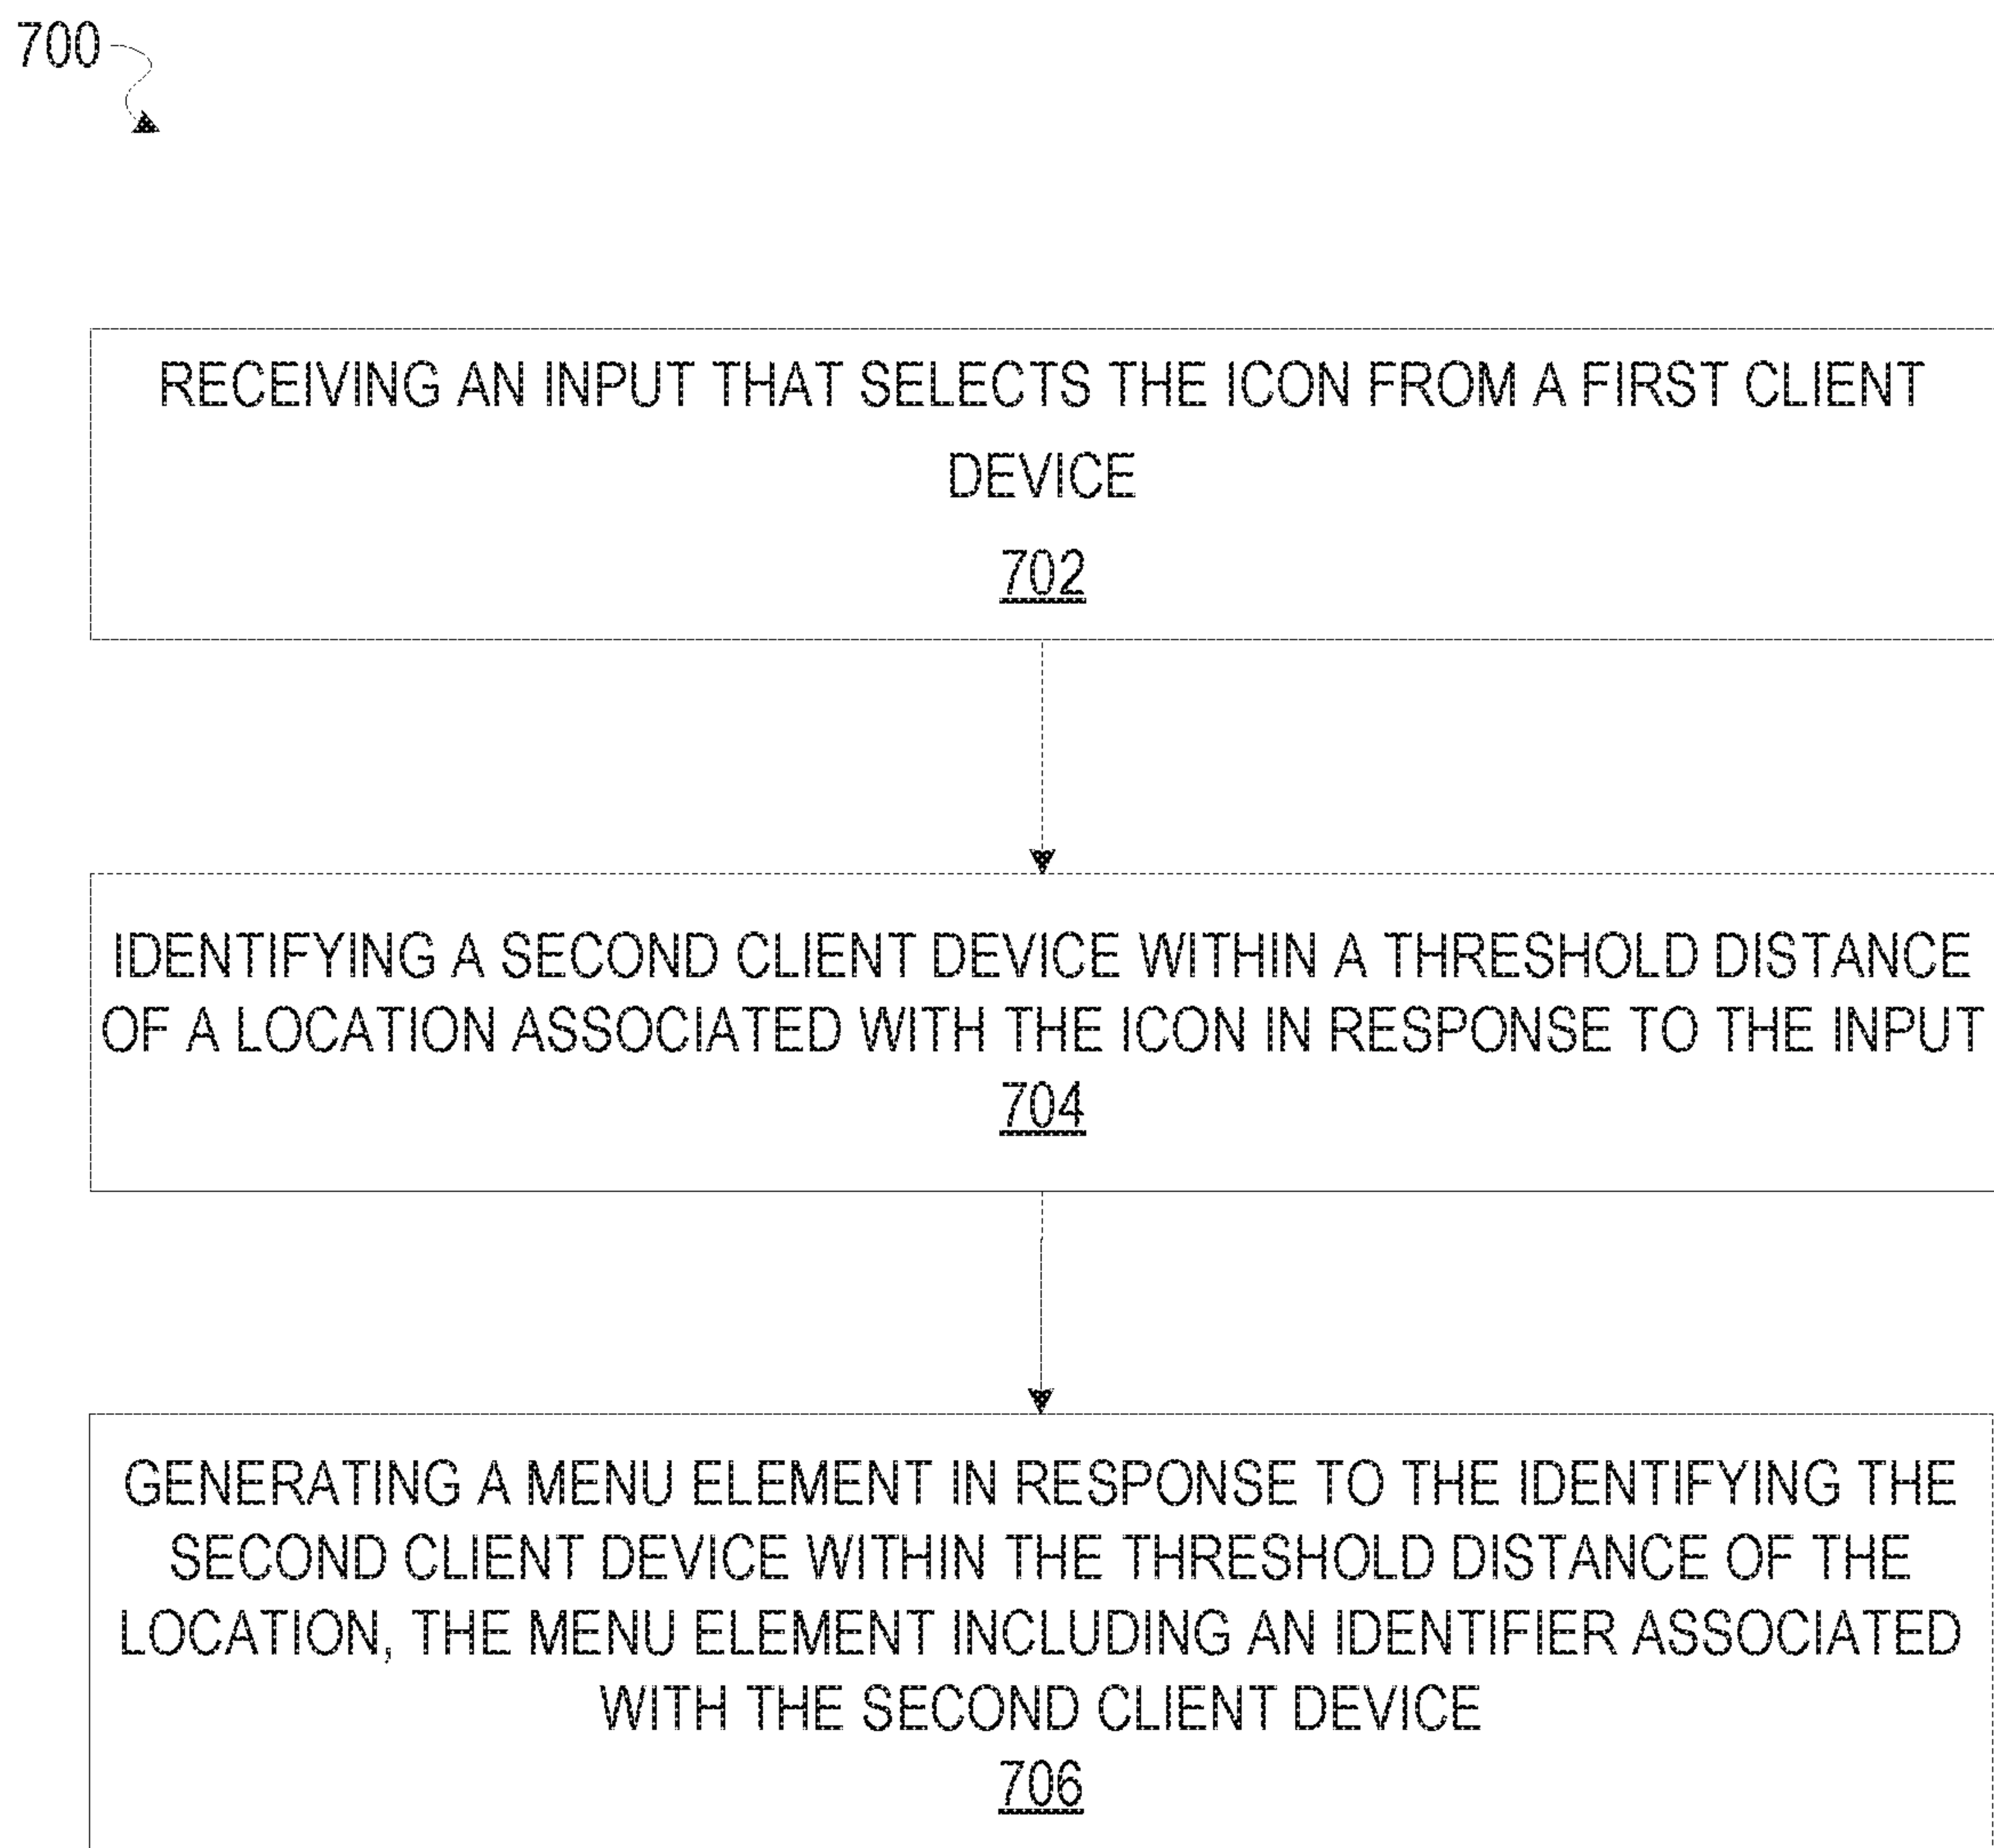 700
RECEIVING AN INPUT THAT SELECTS THE ICON FROM A FIRST CLIENT
DEVICE
702
IDENTIFYING A SECOND CLIENT DEVICE WITHIN A THRESHOLD DISTANCE
OF A LOCATION ASSOCIATED WITH THE ICON IN RESPONSE TO THE INPUT
704
GENERATING A MENU ELEMENT IN RESPONSE TO THE IDENTIFYING THE
SECOND CLIENT DEVICE WITHIN THE THRESHOLD DISTANCE OF THE
LOCATION, THE MENU ELEMENT INCLUDING AN IDENTIFIER ASSOCIATED
WITH THE SECOND CLIENT DEVICE
706